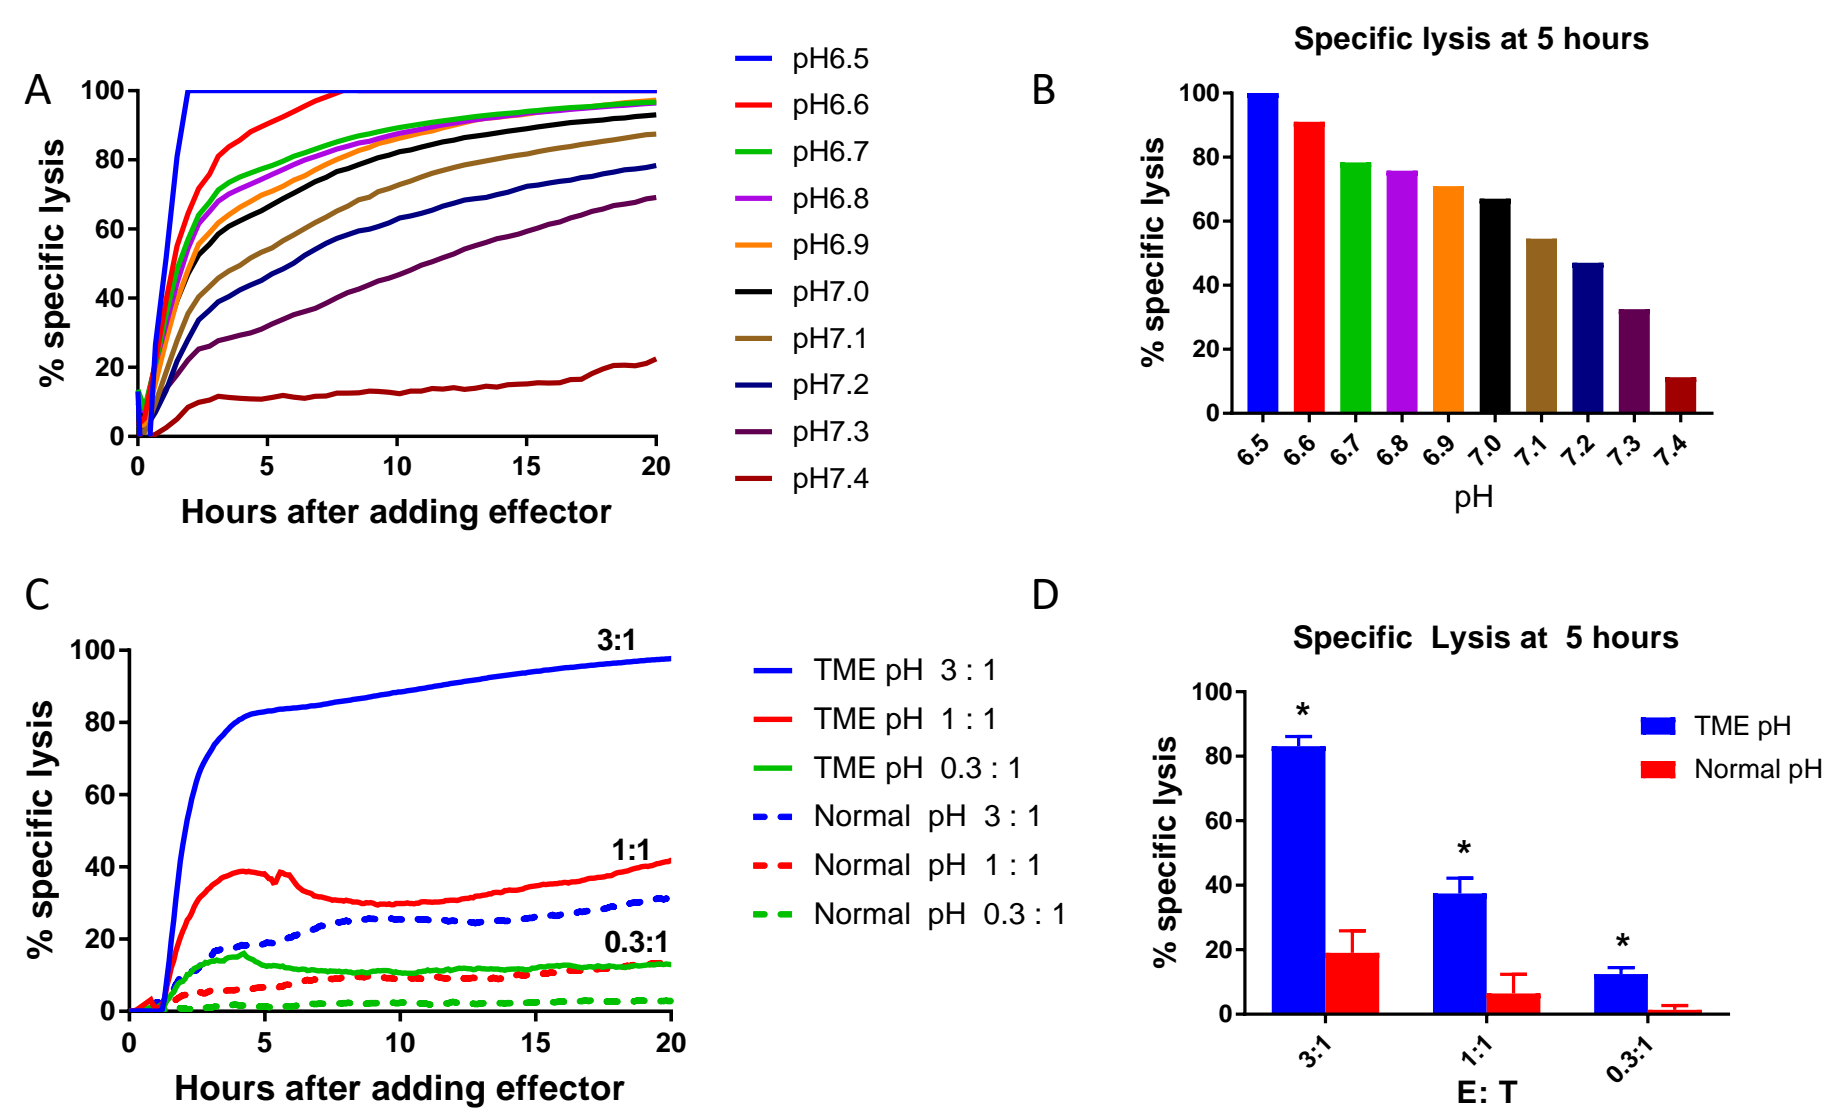 A
100
80
60
40
20
0
0 5 10 15 20
% specific lysis
Hours after adding effector
pH6.5
pH6.6
pH6.7
pH6.8
pH6.9
pH7.0
pH7.1
pH7.2
pH7.3
pH7.4
B
Specific lysis at 5 hours
100
80
60
40
20
0
6.5 6.6 6.7 6.8 6.9 7.0 7.1 7.2 7.3 7.4
% specific lysis
pH
C
100
80
60
40
20
0
0 5 10 15 20
% specific lysis
Hours after adding effector
3:1
1:1
0.3:1
TME pH 3 : 1
TME pH 1 : 1
TME pH 0.3 : 1
Normal pH 3 : 1
Normal pH 1 : 1
Normal pH 0.3 : 1
D
Specific Lysis at 5 hours
100
80
60
40
20
0
* * *
3:1 1:1 0.3:1
% specific lysis
E: T
TME pH
Normal pH